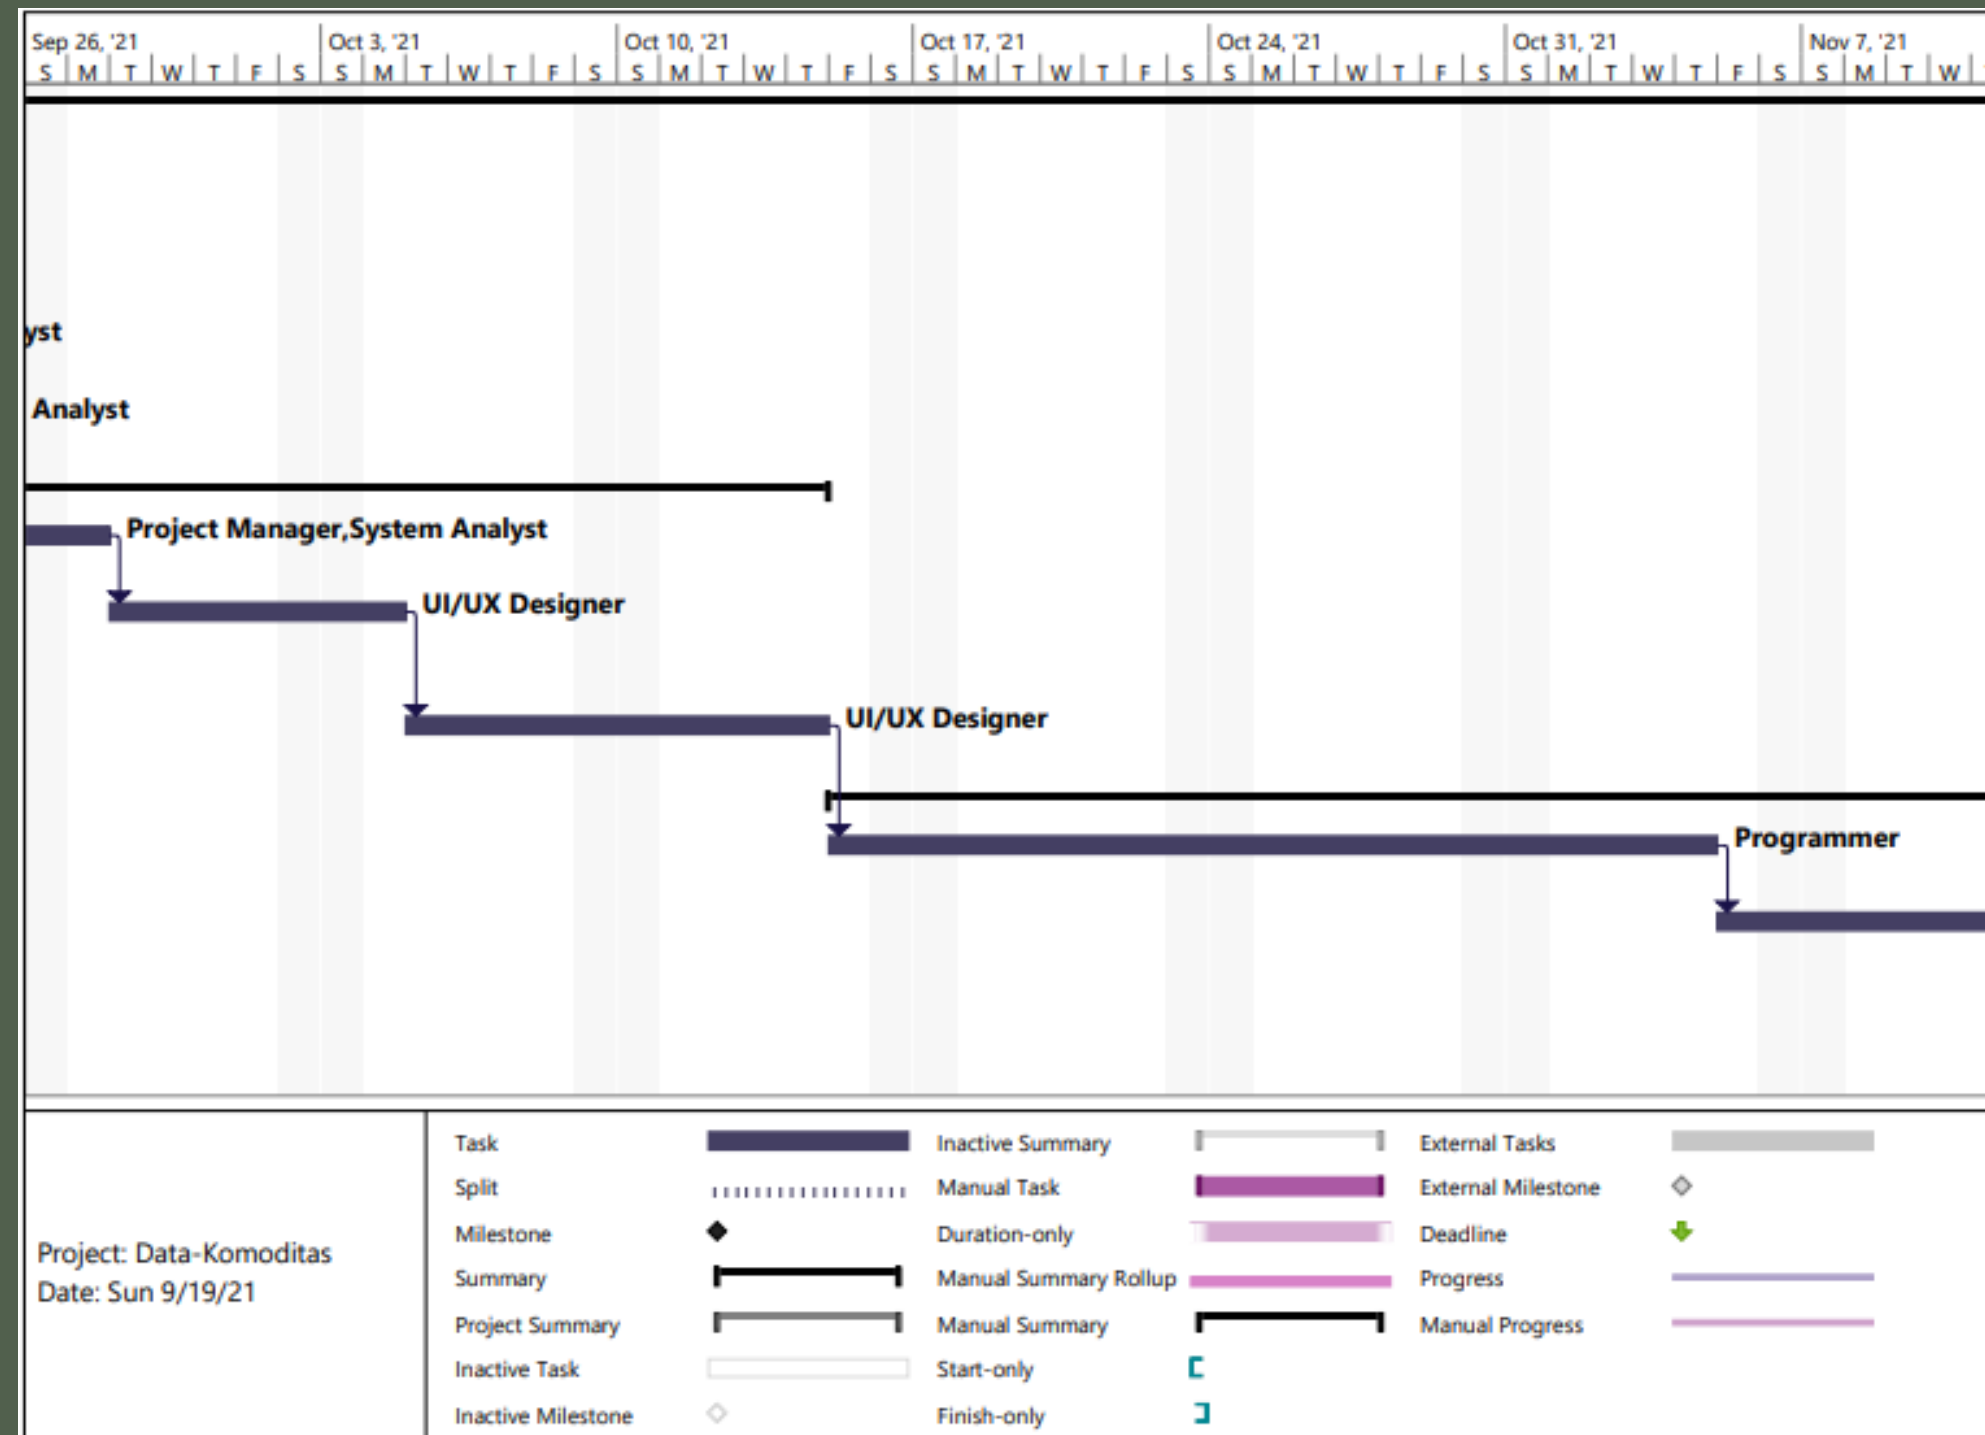 Sep 26, '21 Oct 3, '21 Oct 10, '21 Oct 17, '21 Oct 24, '21 Oct 31, '21 Nov 7, '21
S M T W T F S S M T W T F S S M T W T F S S M T W T F S S M T W T F S S M T W T F S S M T W
yst
Analyst
Project Manager,System Analyst
UI/UX Designer
UI/UX Designer
Programmer
Project: Data-Komoditas
Date: Sun 9/19/21
Task
Split
Milestone
Summary
Project Summary
Inactive Task
Inactive Milestone
Inactive Summary
Manual Task
Duration-only
Manual Summary Rollup
Manual Summary
Start-only
Finish-only
External Tasks
External Milestone
Deadline
Progress
Manual Progress